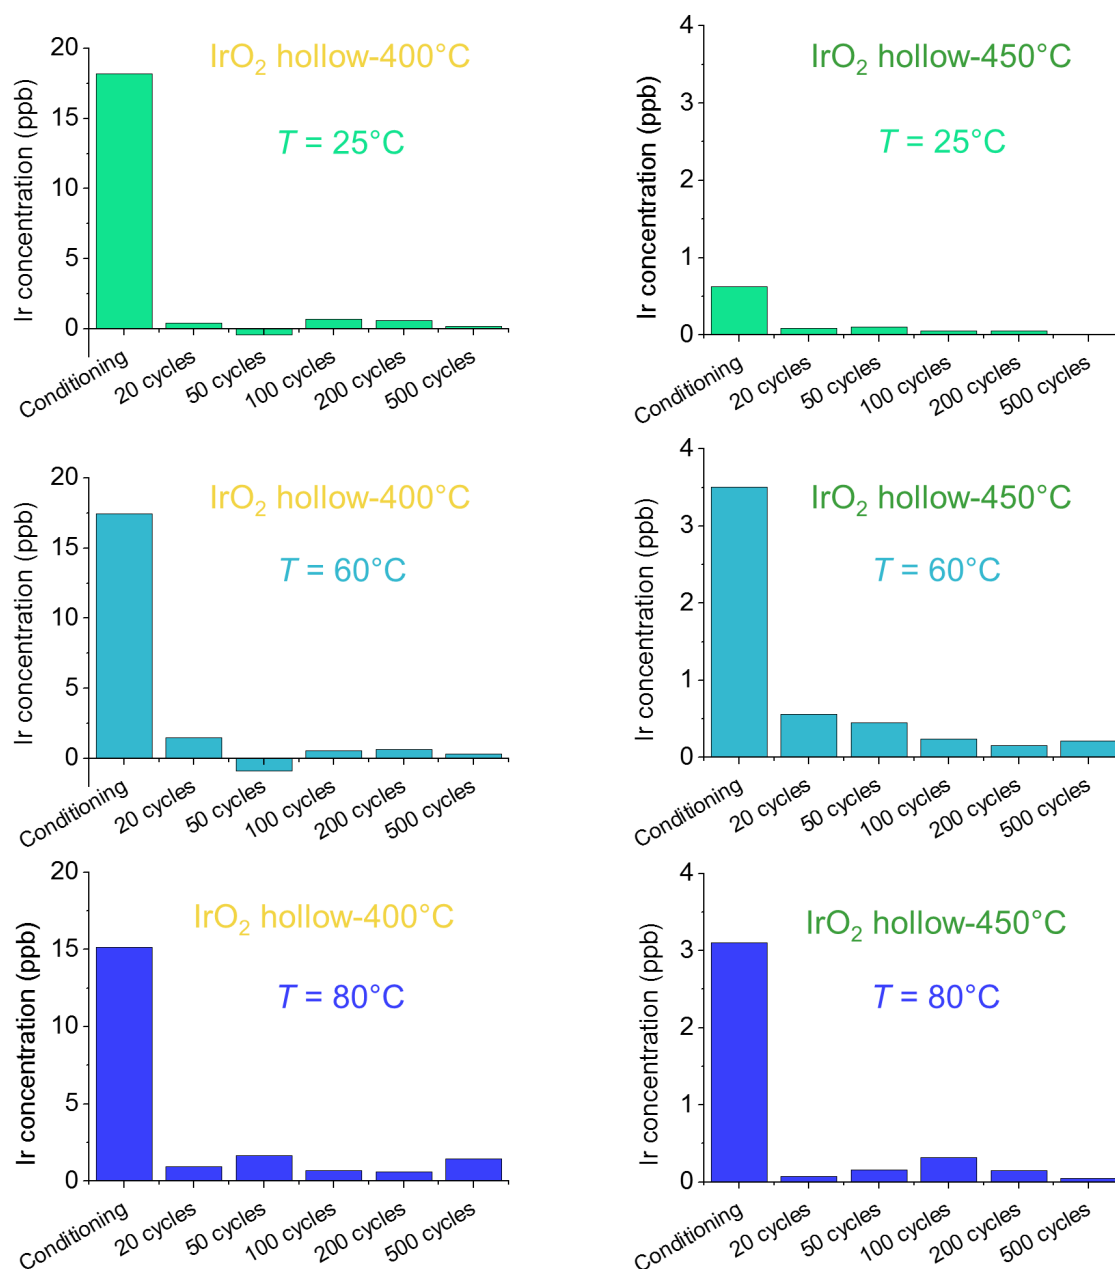 Ir concentration (ppb)
20
15
10
5
0
IrO2 hollow-400°C
T = 25°C
Conditioning
20 cycles
50 cycles
100 cycles
200 cycles
500 cycles
Ir concentration (ppb)
4
3
2
1
0
IrO2 hollow-450°C
T = 25°C
Conditioning
20 cycles
50 cycles
100 cycles
200 cycles
500 cycles
Ir concentration (ppb)
20
15
10
5
0
IrO2 hollow-400°C
T = 60°C
Conditioning
20 cycles
50 cycles
100 cycles
200 cycles
500 cycles
Ir concentration (ppb)
4
3
2
1
0
IrO2 hollow-450°C
T = 60°C
Conditioning
20 cycles
50 cycles
100 cycles
200 cycles
500 cycles
Ir concentration (ppb)
20
15
10
5
0
IrO2 hollow-400°C
T = 80°C
Conditioning
20 cycles
50 cycles
100 cycles
200 cycles
500 cycles
Ir concentration (ppb)
4
3
2
1
0
IrO2 hollow-450°C
T = 80°C
Conditioning
20 cycles
50 cycles
100 cycles
200 cycles
500 cycles